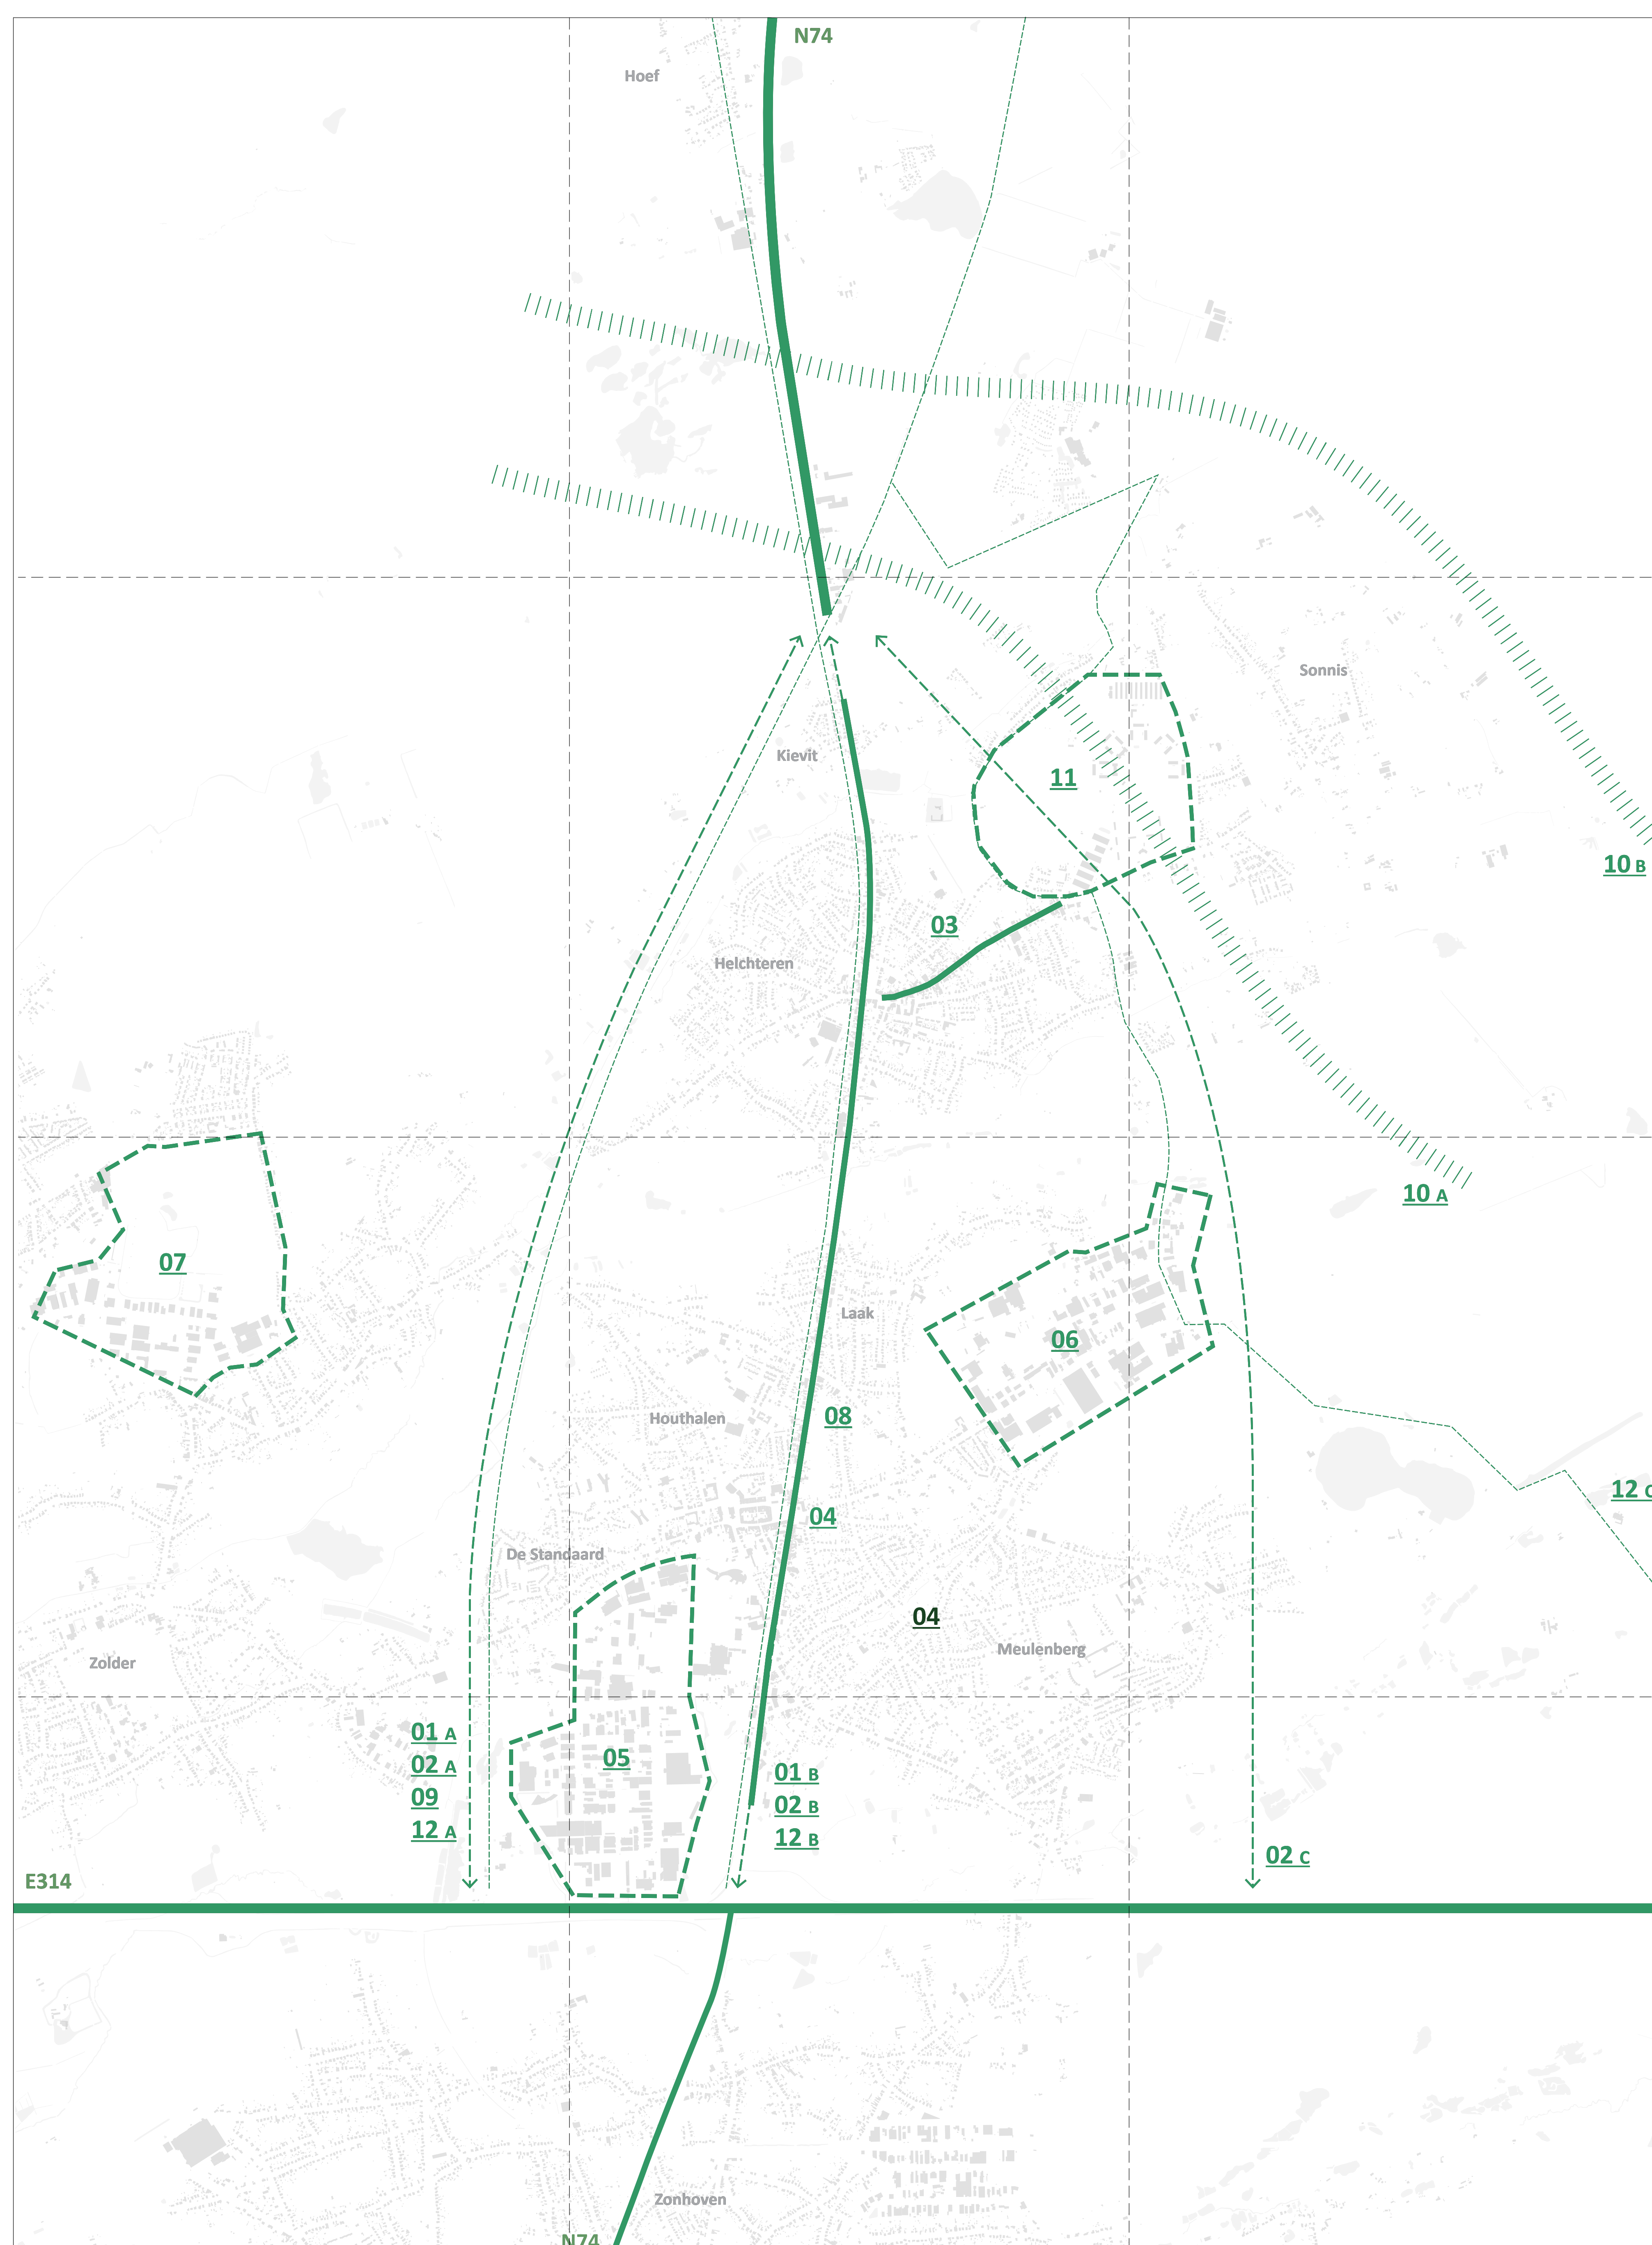 N74
Hoef
Sonnis
Kievit
11
10 B
03
Helchteren
10 A
07
Laak
06
Houthalen
08
12 C
04
De Standaard
04
Meulenberg
Zolder
01 A
02 A
09
12 A
05
01 B
02 B
12 B
02 C
E314
Zonhoven
N74